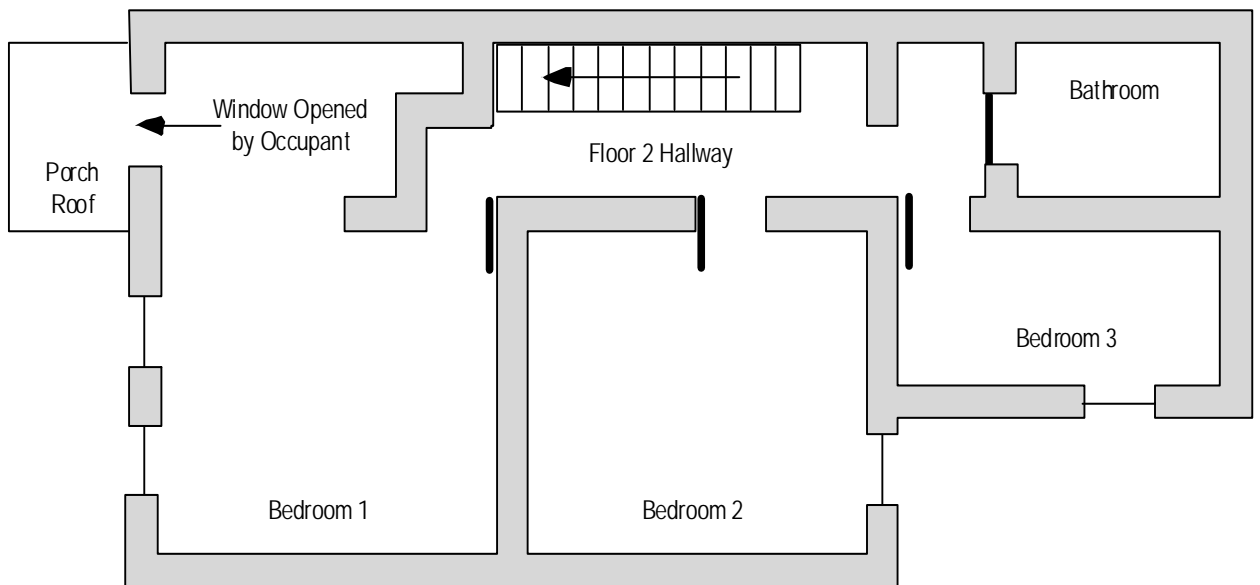 Bathroom
Window Opened
by Occupant
Floor 2 Hallway
Porch
Roof
Bedroom 3
Bedroom 1
Bedroom 2